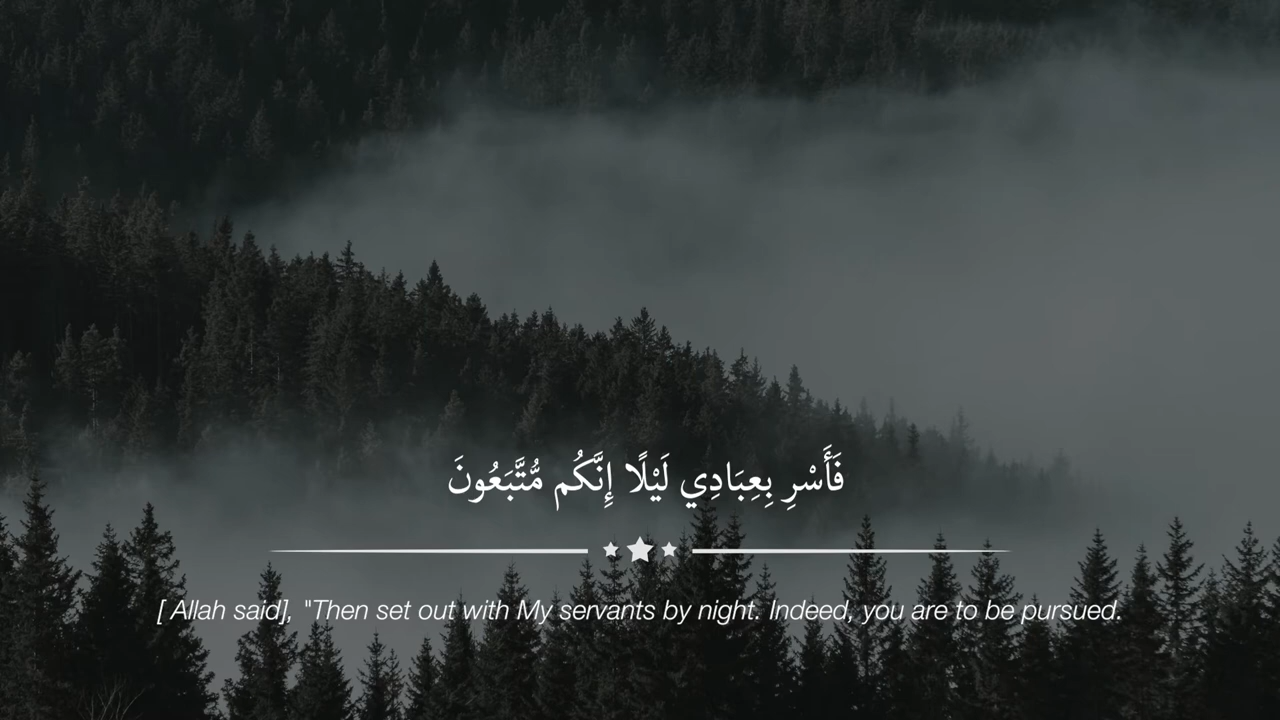 فَأَسْرِ بِعِبَادِي لَيْلًا إِنَّكُم مُّتَّبَعُونَ
[ Allah said], "Then set out with My servants by night. Indeed, you are to be pursued.